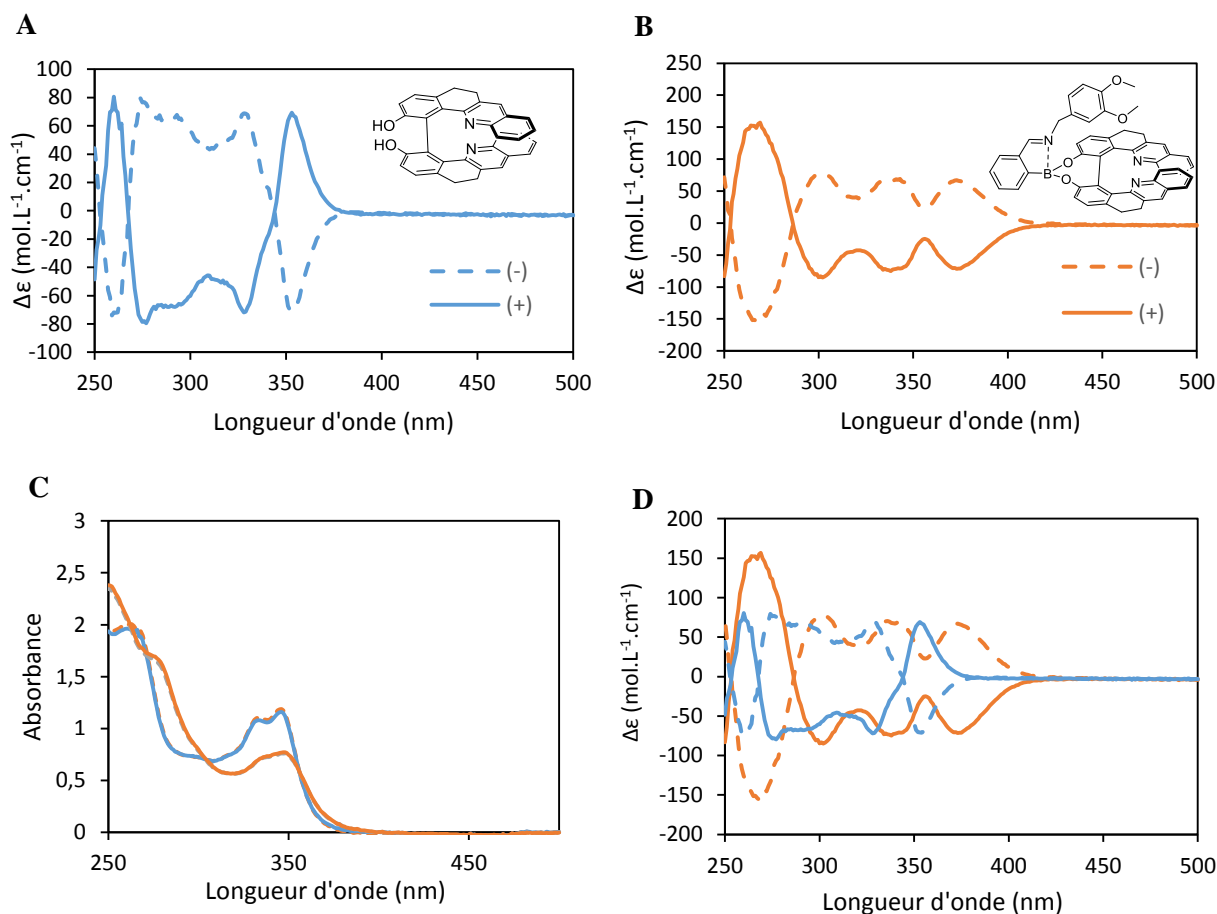 A
Δε (mol.L⁻¹.cm⁻¹)
100
80
60
40
20
0
-20
-40
-60
-80
-100
250
300
350
400
450
500
Longueur d'onde (nm)
HO
HO
N
N
(-)
(+)
B
Δε (mol.L⁻¹.cm⁻¹)
250
200
150
100
50
0
-50
-100
-150
-200
-250
250
300
350
400
450
500
Longueur d'onde (nm)
O
O
N
B
O
O
N
N
(-)
(+)
C
Absorbance
3
2,5
2
1,5
1
0,5
0
250
350
450
Longueur d'onde (nm)
D
Δε (mol.L⁻¹.cm⁻¹)
200
150
100
50
0
-50
-100
-150
-200
250
300
350
400
450
500
Longueur d'onde (nm)